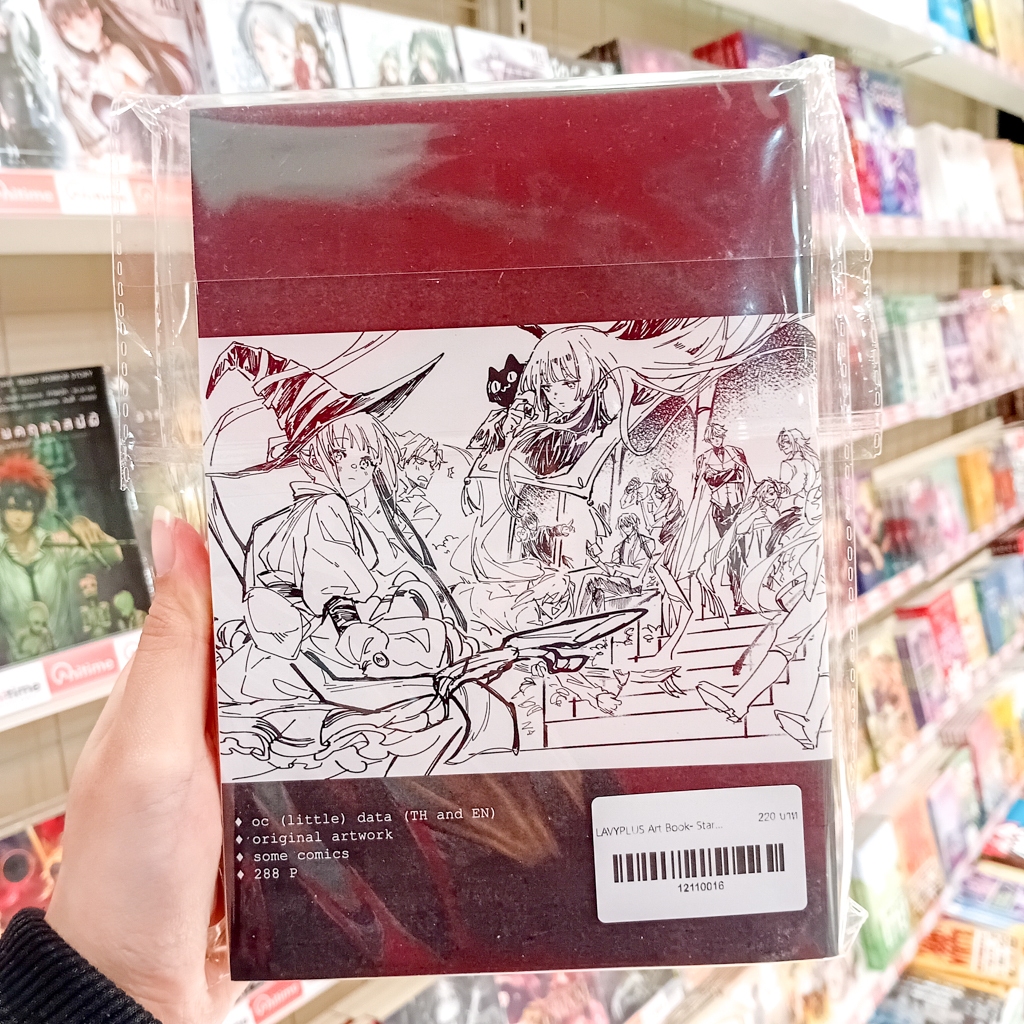 ♦ oc (little) data (TH and EN)
♦ original artwork
♦ some comics
♦ 288 P
LAVYPLUS Art Book- Star... 220 บาท
12110016
hitime